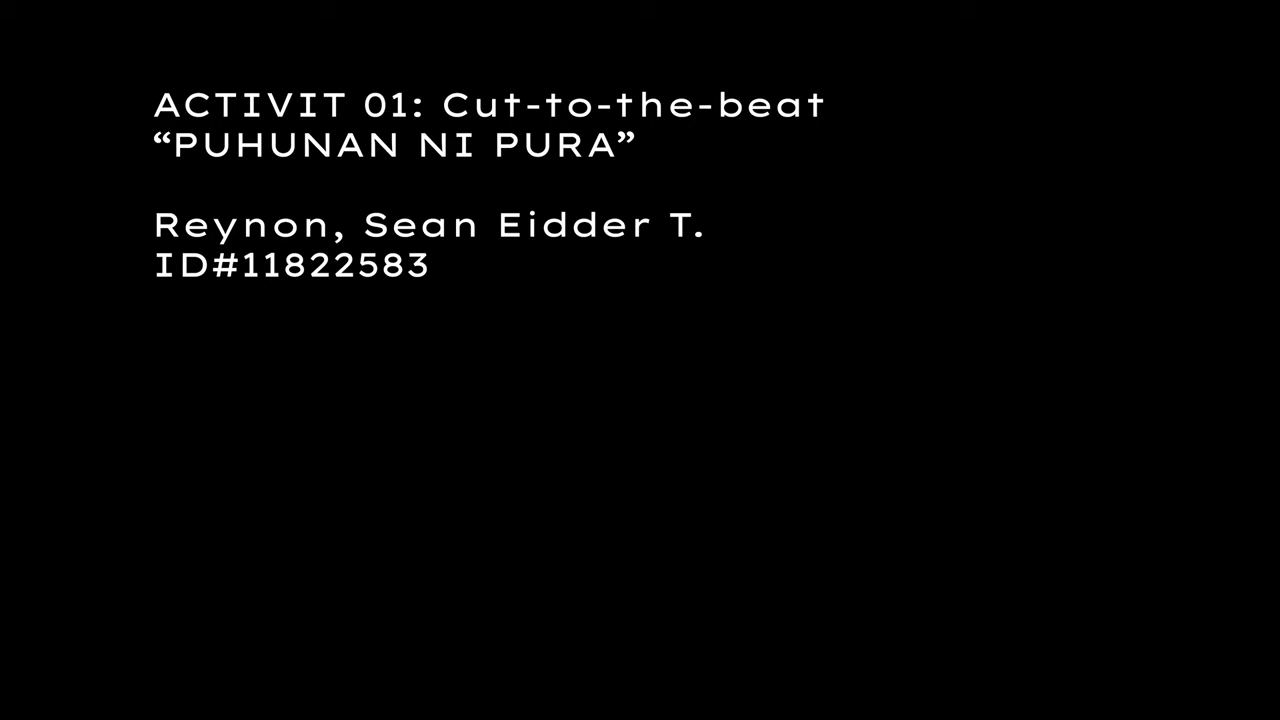 ACTIVIT 01: Cut-to-the-beat
“PUHUNAN NI PURA”
Reynon, Sean Eidder T.
ID#11822583